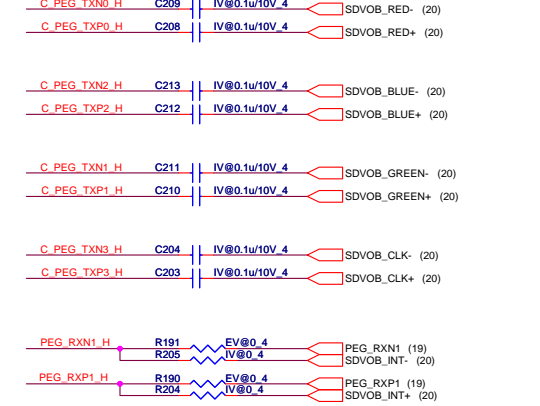 C_PEG_TXN0_H C209 IV@0.1u/10V_4 SDVOB_RED- (20)
C_PEG_TXP0_H C208 IV@0.1u/10V_4 SDVOB_RED+ (20)
C_PEG_TXN2_H C213 IV@0.1u/10V_4 SDVOB_BLUE- (20)
C_PEG_TXP2_H C212 IV@0.1u/10V_4 SDVOB_BLUE+ (20)
C_PEG_TXN1_H C211 IV@0.1u/10V_4 SDVOB_GREEN- (20)
C_PEG_TXP1_H C210 IV@0.1u/10V_4 SDVOB_GREEN+ (20)
C_PEG_TXN3_H C204 IV@0.1u/10V_4 SDVOB_CLK- (20)
C_PEG_TXP3_H C203 IV@0.1u/10V_4 SDVOB_CLK+ (20)
PEG_RXN1_H R191 EV@0_4 PEG_RXN1 (19)
R205 IV@0_4 SDVOB_INT- (20)
PEG_RXP1_H R190 EV@0_4 PEG_RXP1 (19)
R204 IV@0_4 SDVOB_INT+ (20)